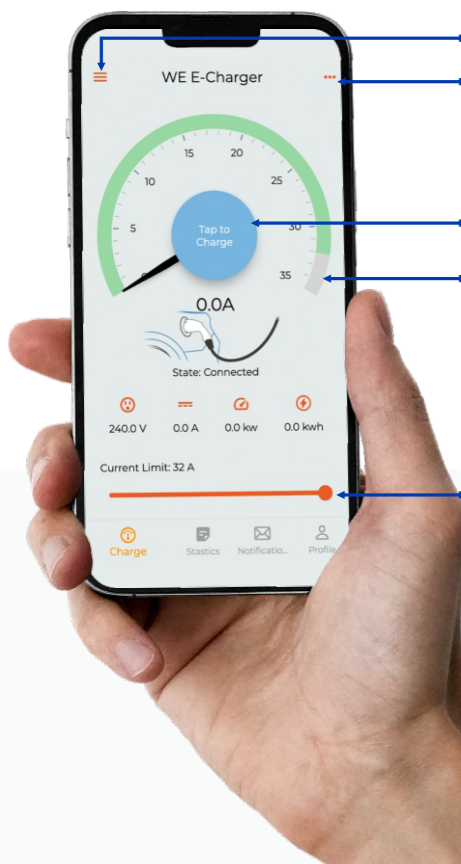 WE E-Charger
15
20
10
25
5
30
0
35
Tap to
Charge
0.0A
State: Connected
240.0 V
0.0 A
0.0 kw
0.0 kwh
Current Limit: 32 A
Charge
Stastics
Notificatio...
Profile